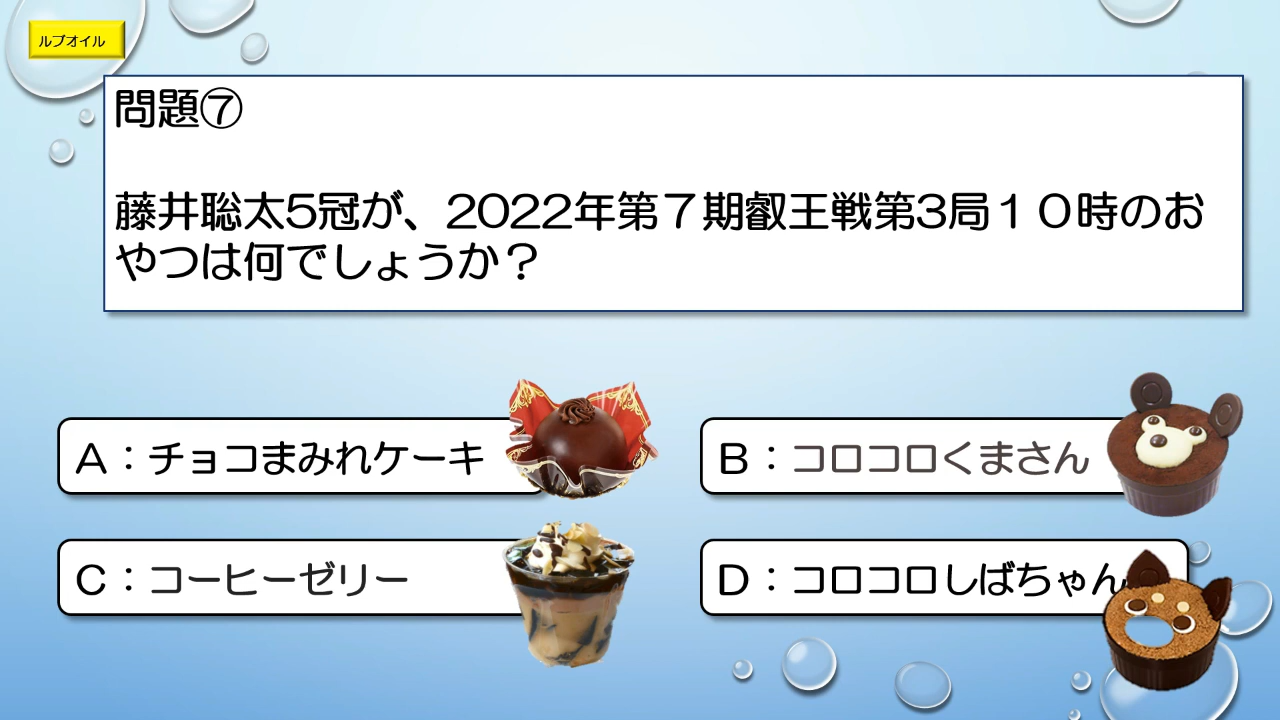 ルブオイル
問題⑦
藤井聡太5冠が、2022年第７期叡王戦第3局１０時のお
やつは何でしょうか？
A：チョコまみれケーキ
B：コロコロくまさん
C：コーヒーゼリー
D：コロコロしばちゃん